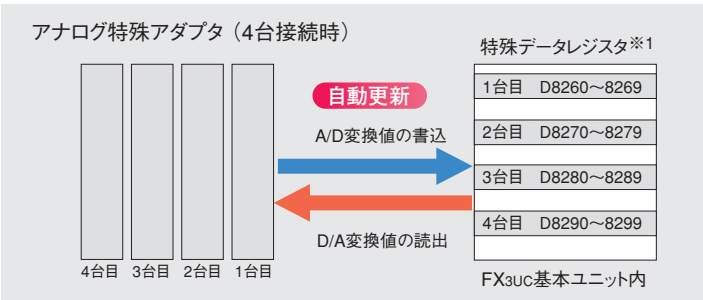 アナログ特殊アダプタ（4台接続時）
4台目 3台目 2台目 1台目
自動更新
A/D変換値の書込
D/A変換値の読出
特殊データレジスタ※1
1台目 D8260～8269
2台目 D8270～8279
3台目 D8280～8289
4台目 D8290～8299
FX3UC基本ユニット内